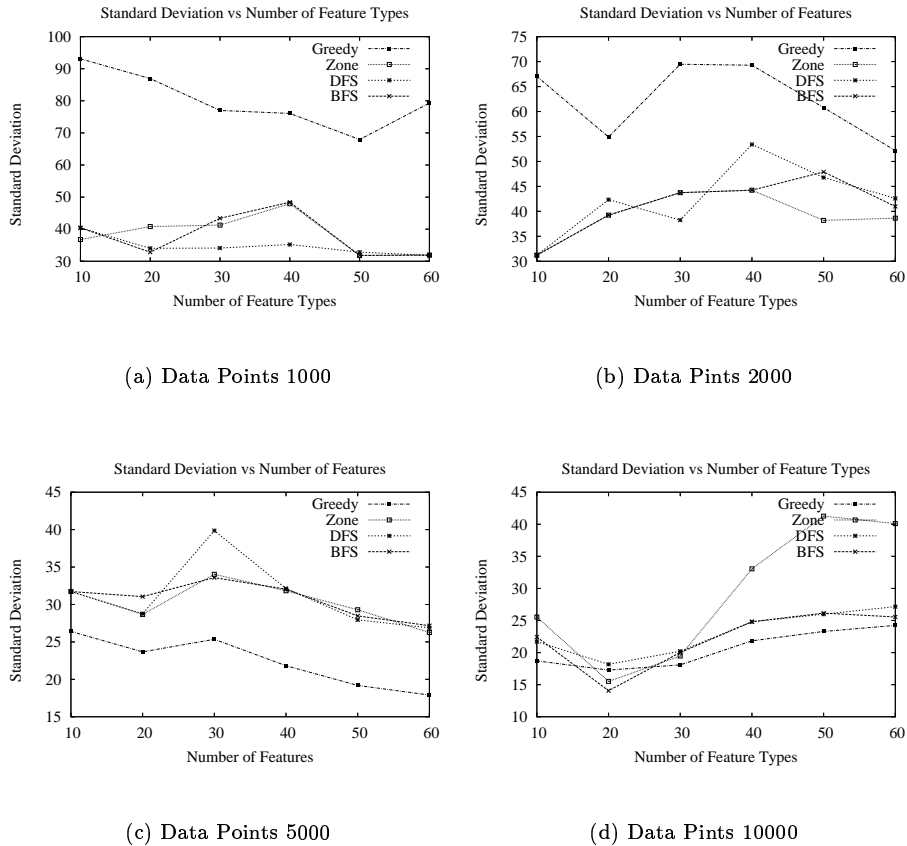 Standard Deviation vs Number of Feature Types
100
90
80
70
60
50
40
30
10 20 30 40 50 60
Standard Deviation
Number of Feature Types
Greedy
Zone
DFS
BFS
(a) Data Points 1000
Standard Deviation vs Number of Features
75
70
65
60
55
50
45
40
35
30
10 20 30 40 50 60
Standard Deviation
Number of Feature Types
Greedy
Zone
DFS
BFS
(b) Data Pints 2000
Standard Deviation vs Number of Features
45
40
35
30
25
20
15
10 20 30 40 50 60
Standard Deviation
Number of Features
Greedy
Zone
DFS
BFS
(c) Data Points 5000
Standard Deviation vs Number of Feature Types
45
40
35
30
25
20
15
10
10 20 30 40 50 60
Standard Deviation
Number of Feature Types
Greedy
Zone
DFS
BFS
(d) Data Pints 10000